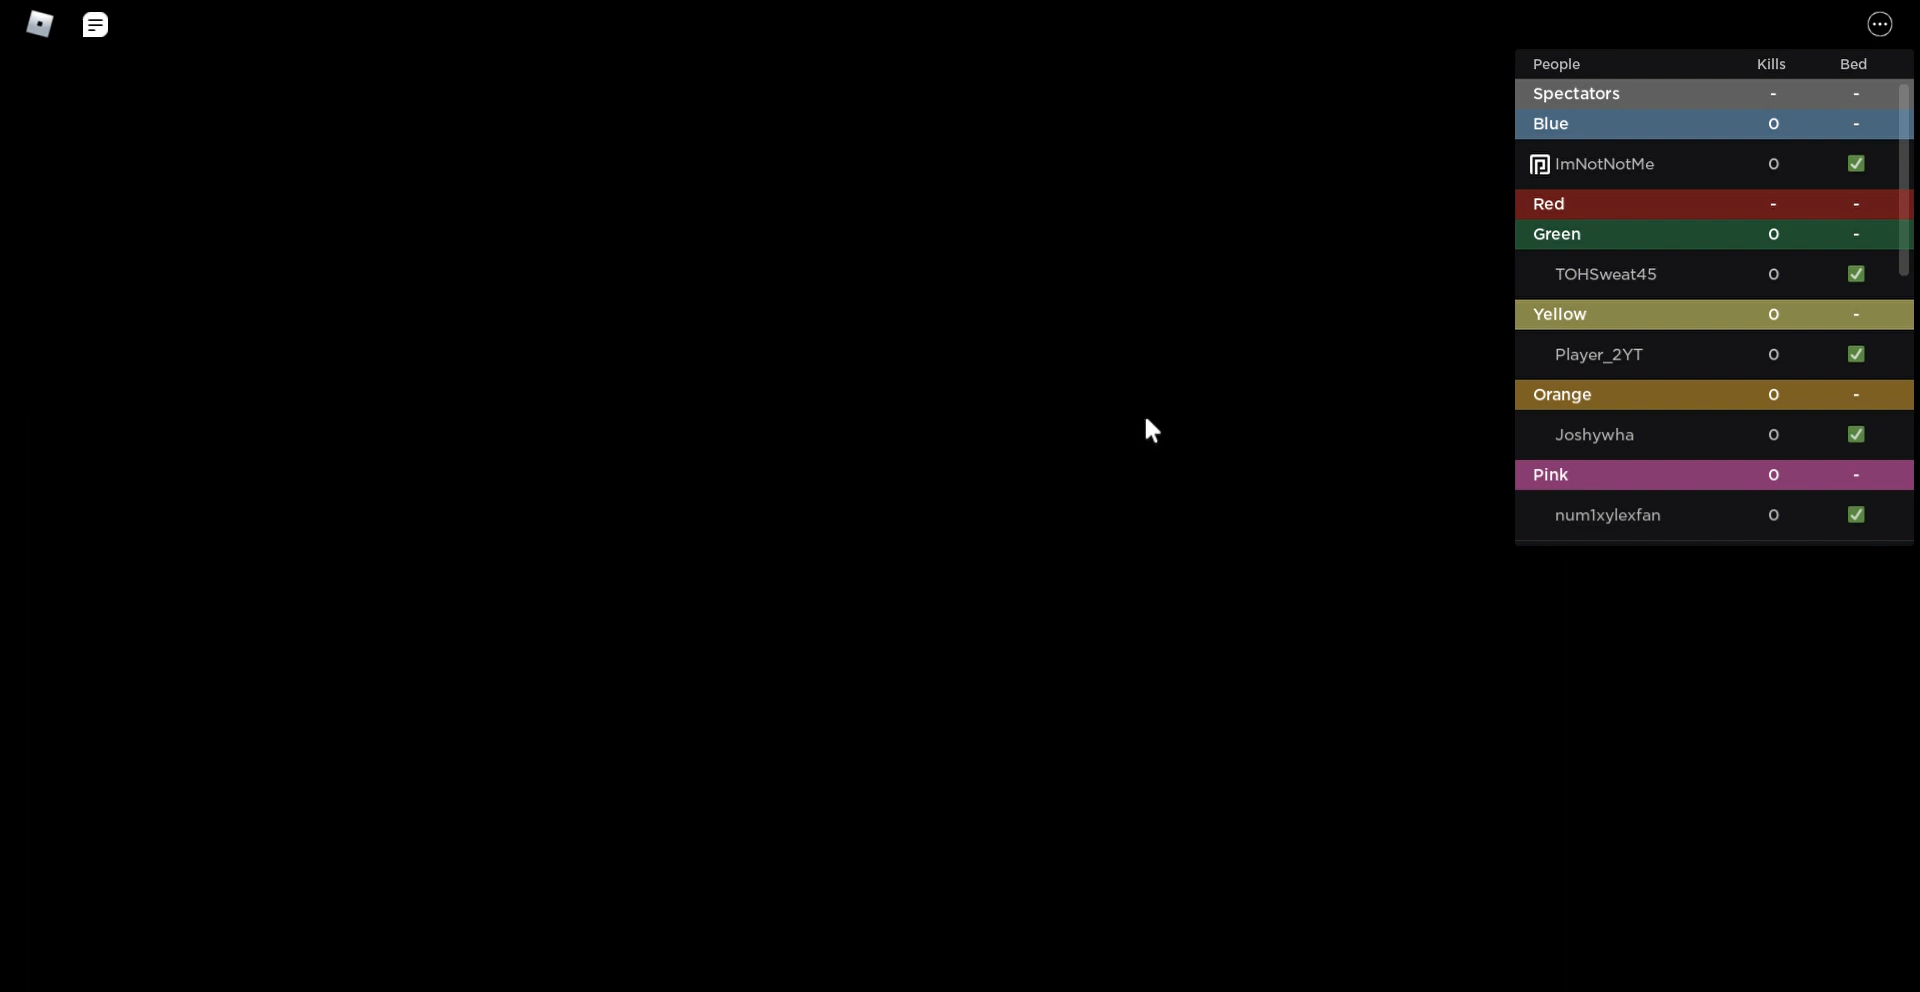 People Kills Bed
Spectators - -
Blue 0 -
ImNotNotMe 0 ✅
Red - -
Green 0 -
TOHSweat45 0 ✅
Yellow 0 -
Player_2YT 0 ✅
Orange 0 -
Joshywha 0 ✅
Pink 0 -
num1xylexfan 0 ✅